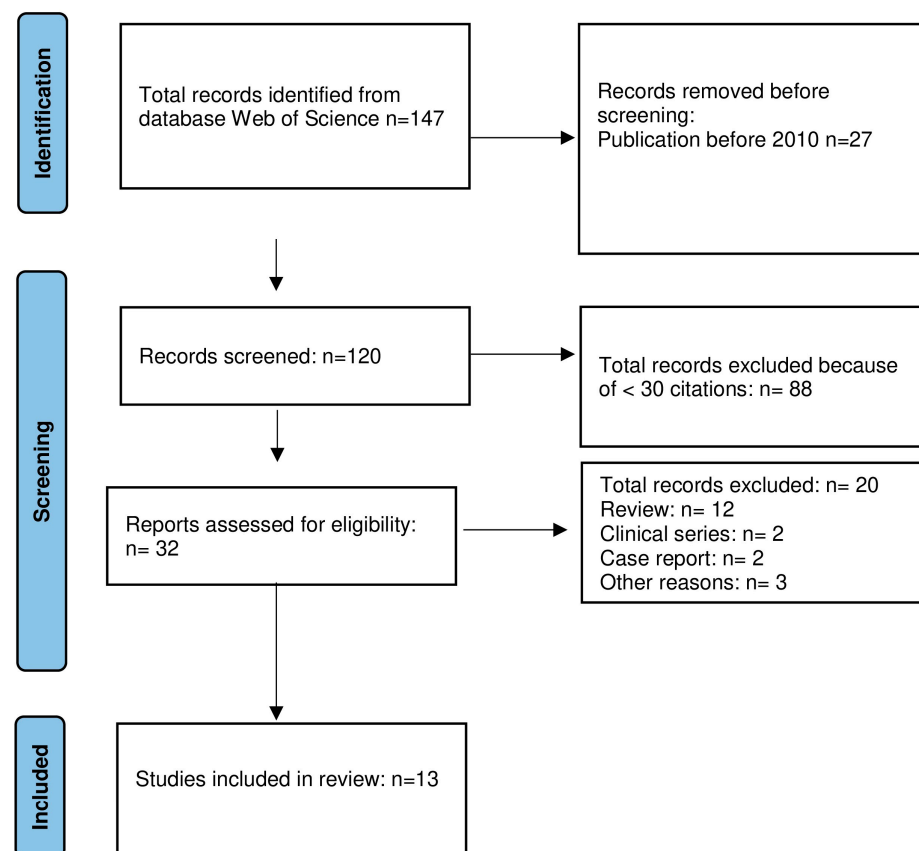 Identification
Total records identified from
database Web of Science n=147
Records removed before
screening:
Publication before 2010 n=27
Screening
Records screened: n=120
Total records excluded because
of < 30 citations: n= 88
Reports assessed for eligibility:
n= 32
Total records excluded: n= 20
Review: n= 12
Clinical series: n= 2
Case report: n= 2
Other reasons: n= 3
Included
Studies included in review: n=13